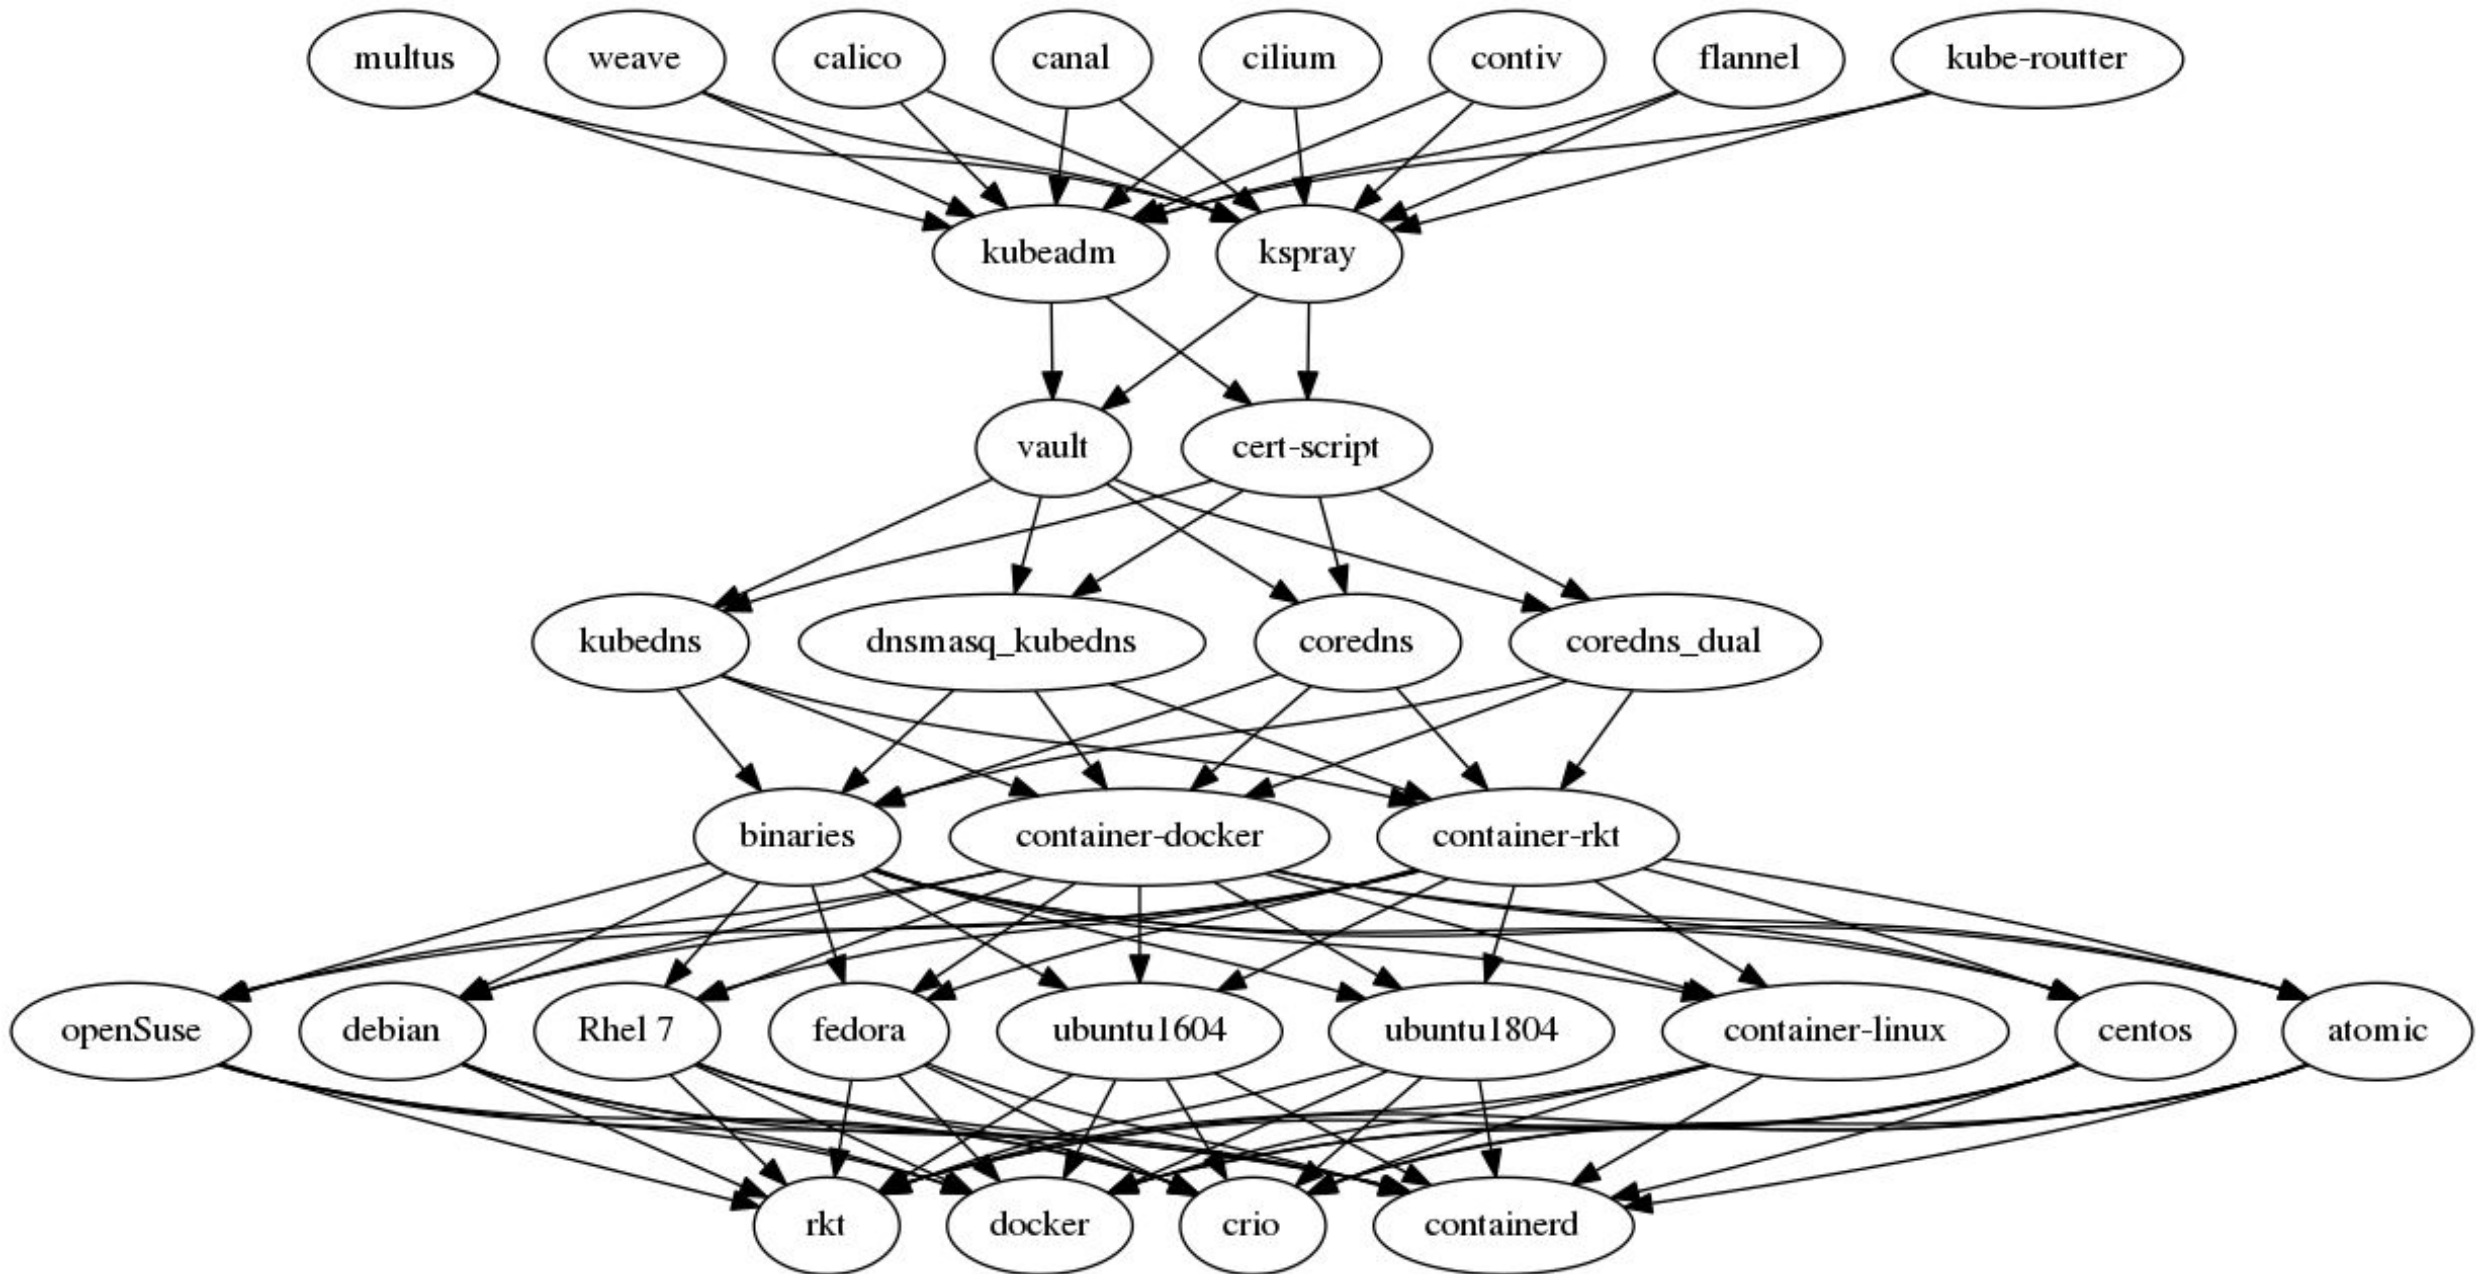 multus weave calico canal cilium contiv flannel kube-routter
kubeadm kspray
vault cert-script
kubedns dnsmasq_kubedns coredns coredns_dual
binaries container-docker container-rkt
openSuse debian Rhel 7 fedora ubuntu1604 ubuntu1804 container-linux centos atomic
rkt docker crio containerd